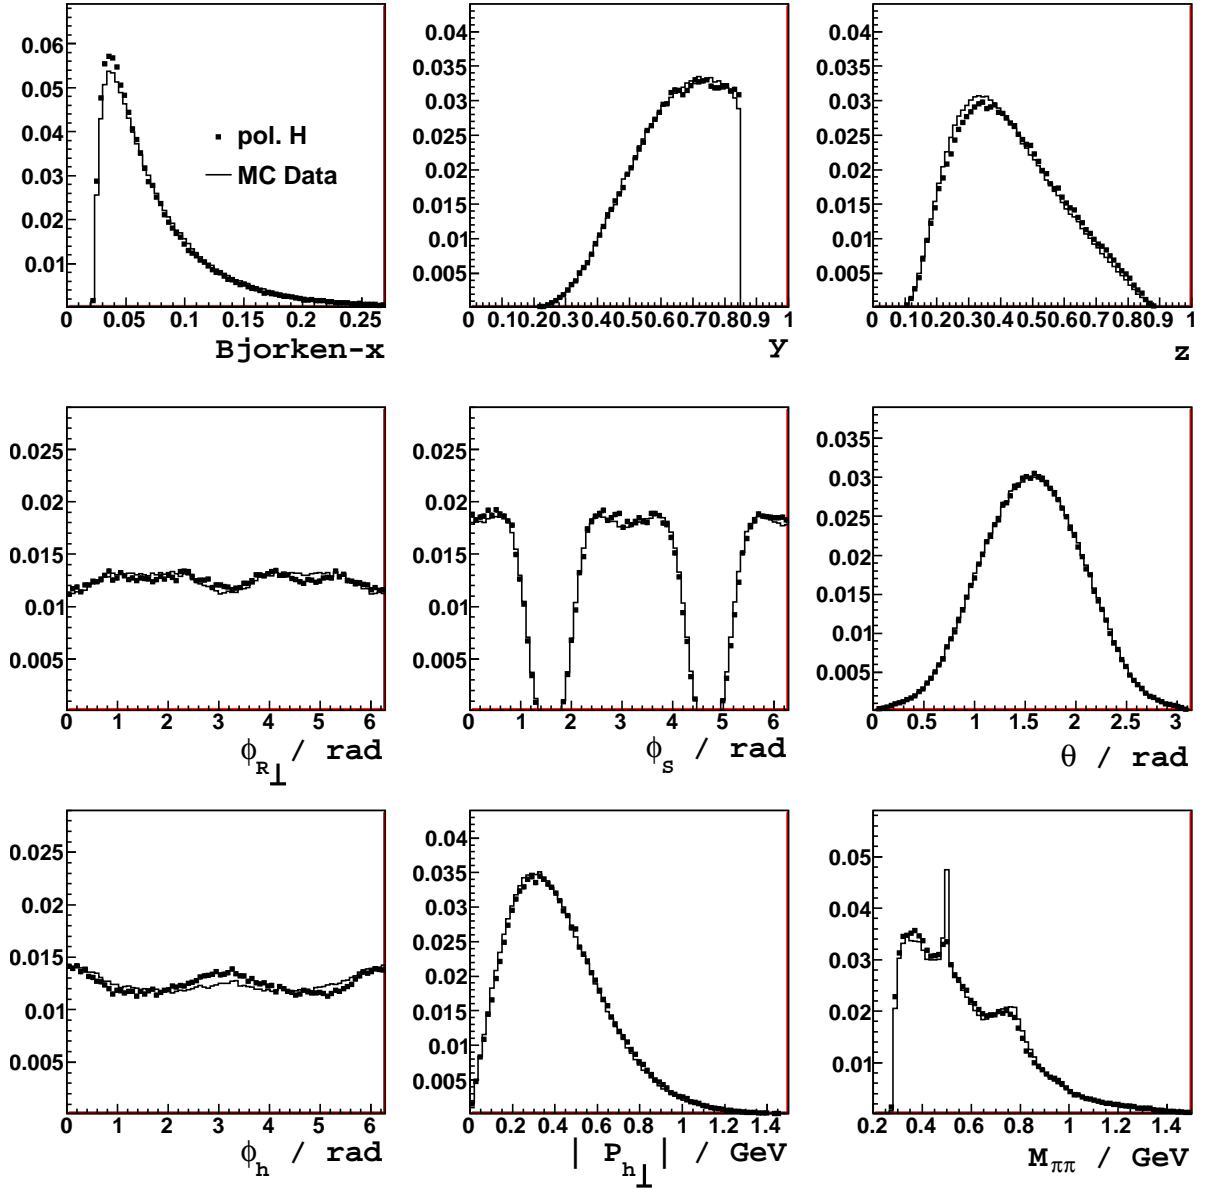 0.06
0.05
0.04
0.03
0.02
0.01
0 0.05 0.1 0.15 0.2 0.25
Bjorken-x
pol. H
MC Data
0.04
0.035
0.03
0.025
0.02
0.015
0.01
0.005
0 0.10.20.30.40.50.60.70.80.9 1
y
0.04
0.035
0.03
0.025
0.02
0.015
0.01
0.005
0 0.10.20.30.40.50.60.70.80.9 1
z
0.025
0.02
0.015
0.01
0.005
0 1 2 3 4 5 6
ϕR⊥ / rad
0.025
0.02
0.015
0.01
0.005
0 1 2 3 4 5 6
ϕS / rad
0.035
0.03
0.025
0.02
0.015
0.01
0.005
0 0.5 1 1.5 2 2.5 3
θ / rad
0.025
0.02
0.015
0.01
0.005
0 1 2 3 4 5 6
ϕh / rad
0.04
0.035
0.03
0.025
0.02
0.015
0.01
0.005
0 0.2 0.4 0.6 0.8 1 1.2 1.4
| Ph⊥ | / GeV
0.05
0.04
0.03
0.02
0.01
0.2 0.4 0.6 0.8 1 1.2 1.4
Mππ / GeV